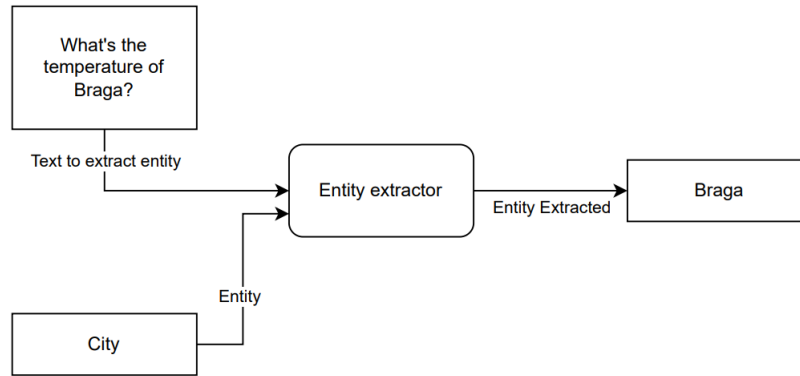 What's the
temperature of
Braga?
Text to extract entity
Entity extractor
Entity Extracted
Braga
Entity
City